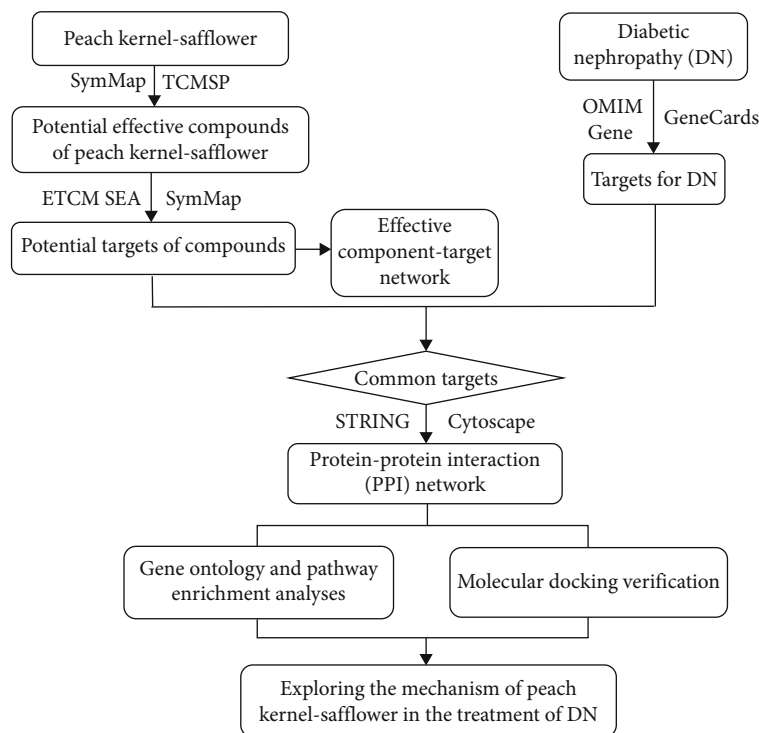 Peach kernel-safflower
SymMap TCMSP
Potential effective compounds
of peach kernel-safflower
ETCM SEA SymMap
Potential targets of compounds
Effective
component-target
network
Diabetic
nephropathy (DN)
OMIM
Gene
GeneCards
Targets for DN
Common targets
STRING Cytoscape
Protein-protein interaction
(PPI) network
Gene ontology and pathway
enrichment analyses
Molecular docking verification
Exploring the mechanism of peach
kernel-safflower in the treatment of DN